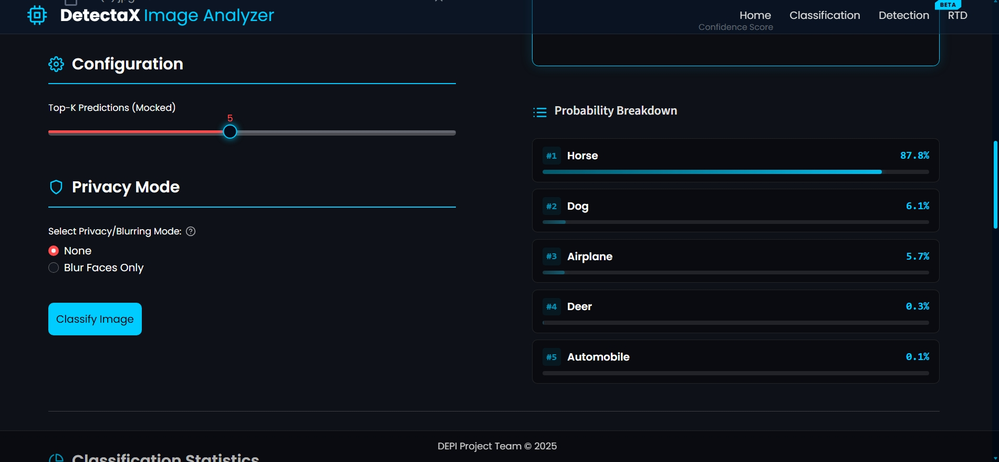 DetectaX Image Analyzer
Home
Classification
Detection
BETA
RTD
Confidence Score
Configuration
Top-K Predictions (Mocked)
5
Privacy Mode
Select Privacy/Blurring Mode:
None
Blur Faces Only
Classify Image
Probability Breakdown
#1 Horse 87.8%
#2 Dog 6.1%
#3 Airplane 5.7%
#4 Deer 0.3%
#5 Automobile 0.1%
DEPI Project Team © 2025
Classification Statistics